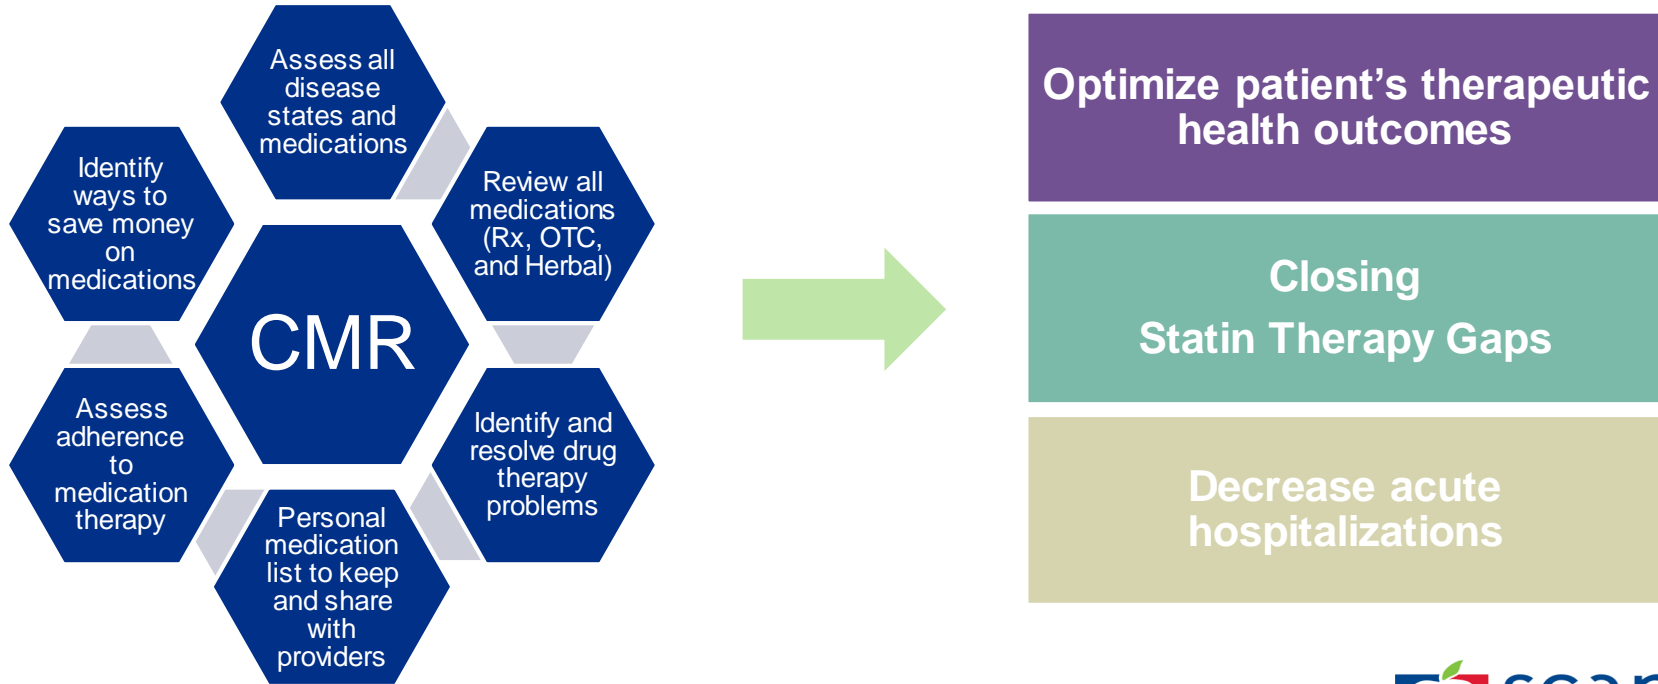 Assess all
disease
states and
medications
Review all
medications
(Rx, OTC,
and Herbal)
Identify and
resolve drug
therapy
problems
Personal
medication
list to keep
and share
with
providers
Assess
adherence
to
medication
therapy
Identify
ways to
save money
on
medications
CMR
Optimize patient’s therapeutic
health outcomes
Closing
Statin Therapy Gaps
Decrease acute
hospitalizations